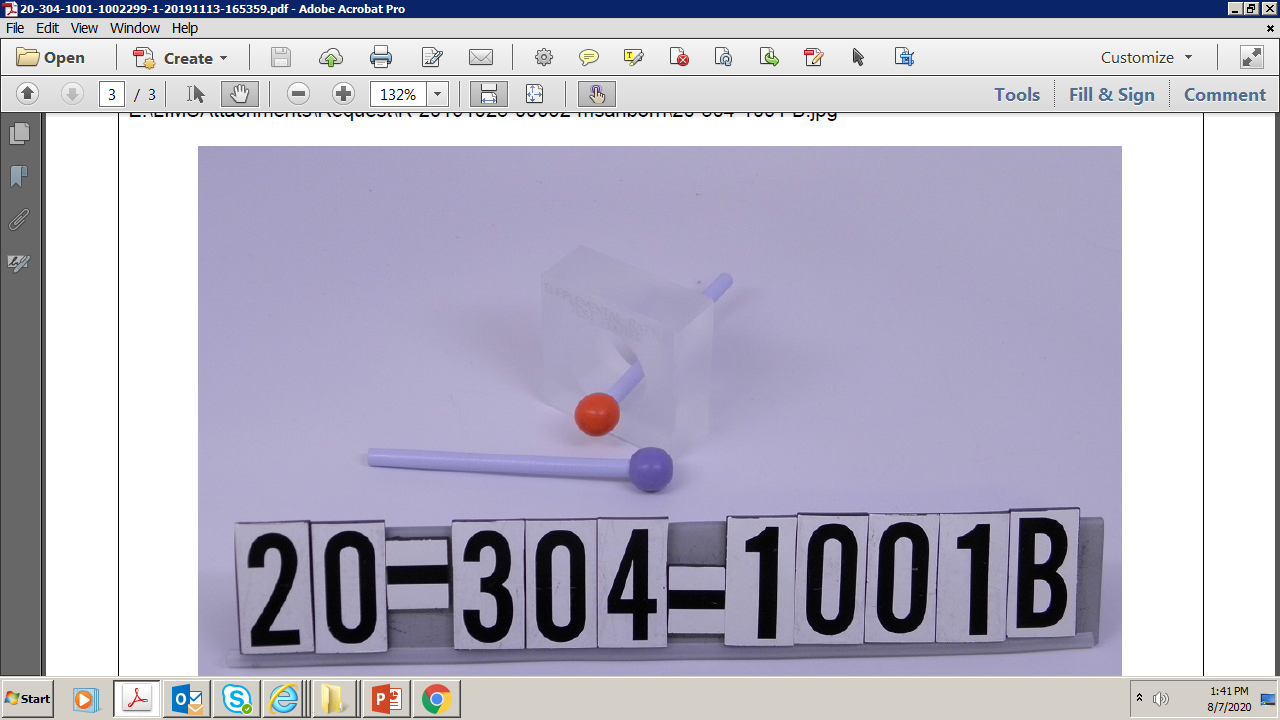 20-304-1001-1002299-1-20191113-165359.pdf - Adobe Acrobat Pro
File Edit View Window Help
Open Create Customize
3 / 3 132% Tools Fill & Sign Comment
20-304-1001B
Start
1:41 PM
8/7/2020